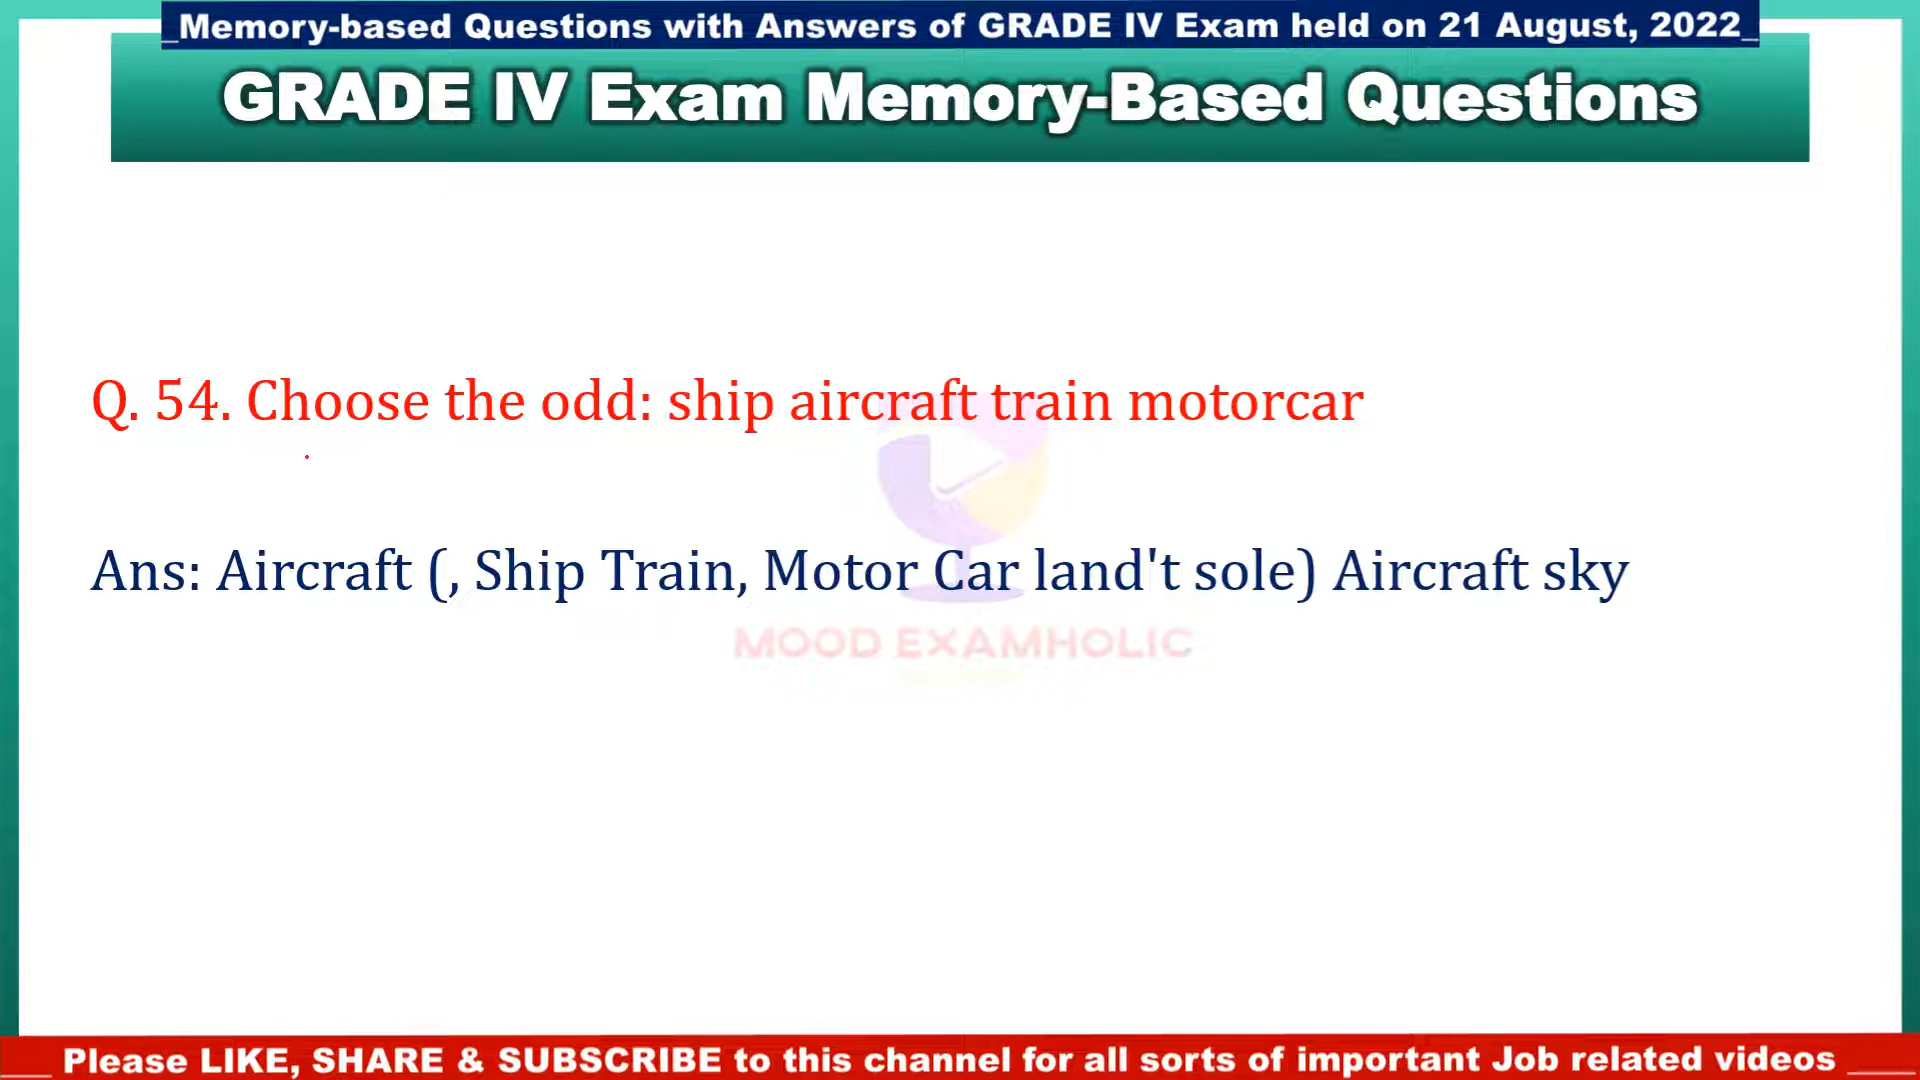 _Memory-based Questions with Answers of GRADE IV Exam held on 21 August, 2022_
GRADE IV Exam Memory-Based Questions
Q. 54. Choose the odd: ship aircraft train motorcar
Ans: Aircraft (, Ship Train, Motor Car land't sole) Aircraft sky
MOOD EXAMHOLIC
___ Please LIKE, SHARE & SUBSCRIBE to this channel for all sorts of important Job related videos ____